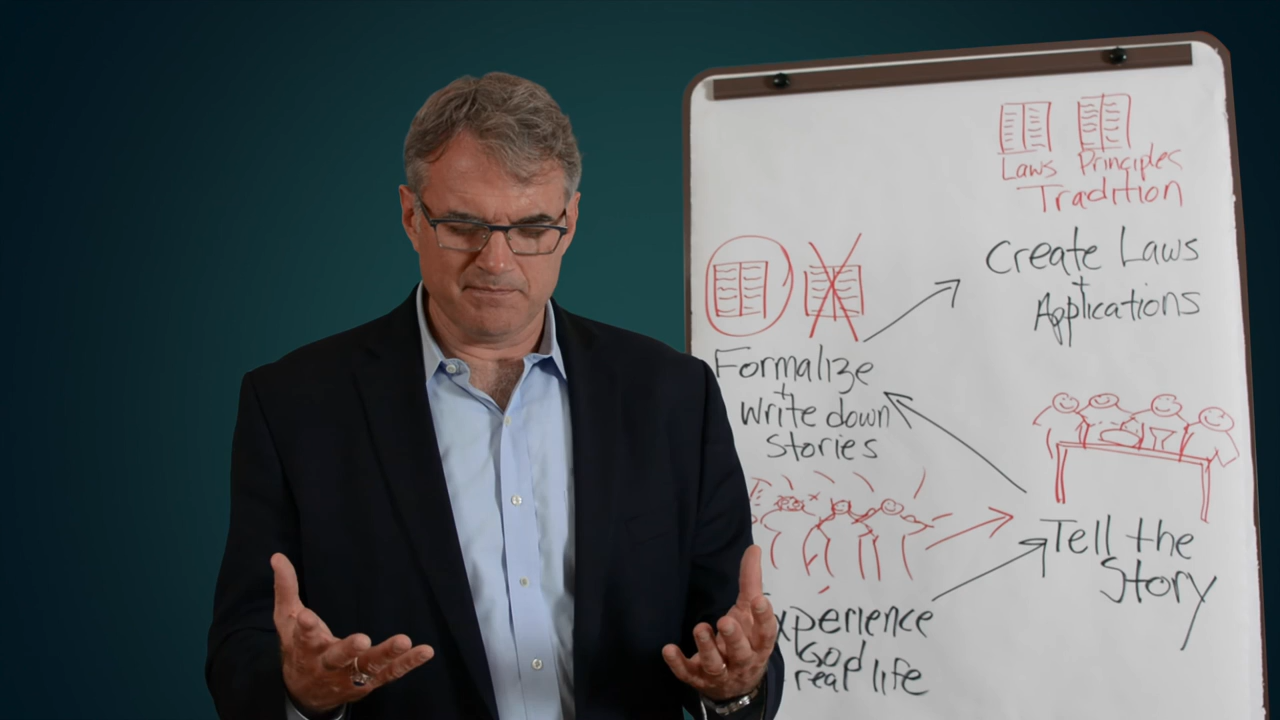 Laws Principles
Tradition
Create Laws
+
Applications
Formalize
+
Write down
Stories
Tell the
Story
xperience
God
real life